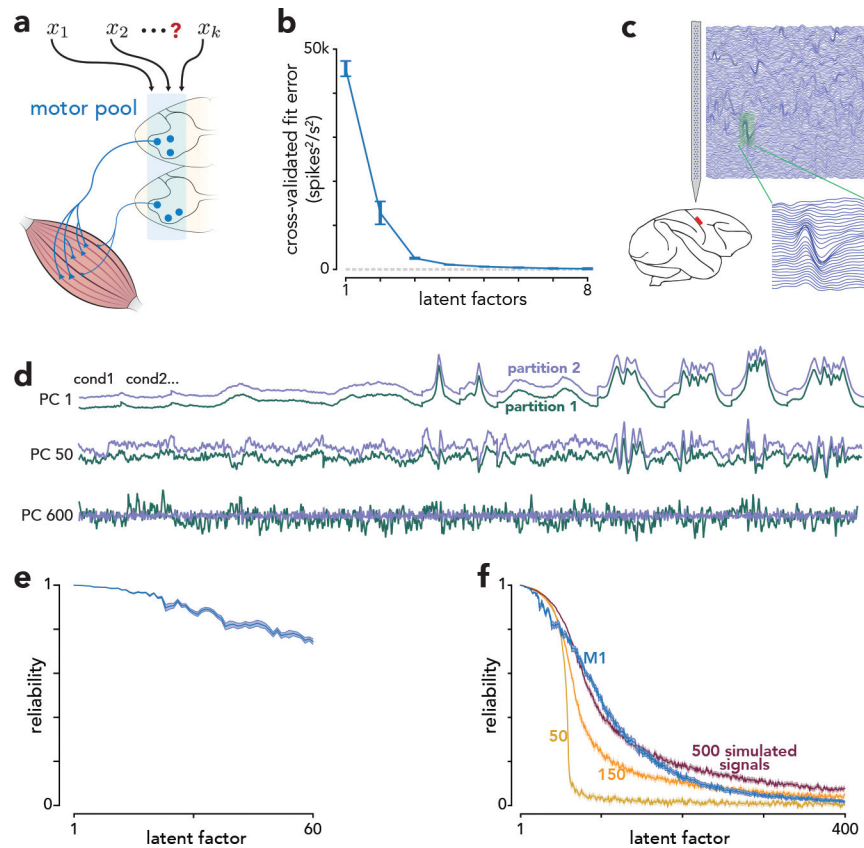 a
x1 x2 ...? xk
motor pool
b
50k
cross-validated fit error
(spikes²/s²)
0
1 8
latent factors
c
d
cond1 cond2...
partition 2
PC 1
partition 1
PC 50
PC 600
e
1
reliability
0
1 60
latent factor
f
1
M1
reliability
50
500 simulated
signals
150
0
1 400
latent factor